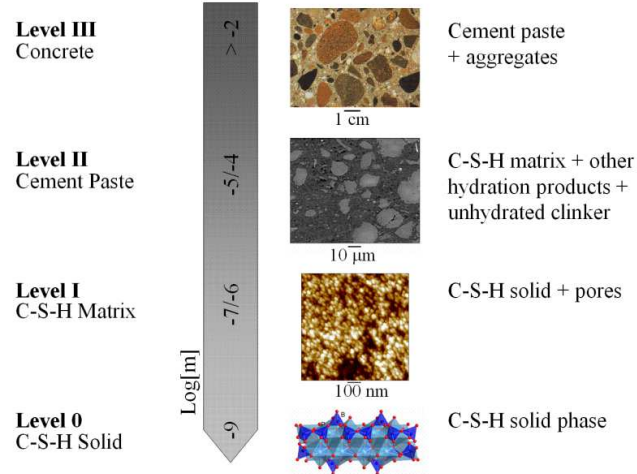 Level III
Concrete
> -2
1 cm
Cement paste
+ aggregates
Level II
Cement Paste
-5/-4
10 µm
C-S-H matrix + other
hydration products +
unhydrated clinker
Level I
C-S-H Matrix
-7/-6
100 nm
C-S-H solid + pores
Log[m]
Level 0
C-S-H Solid
-9
C-S-H solid phase